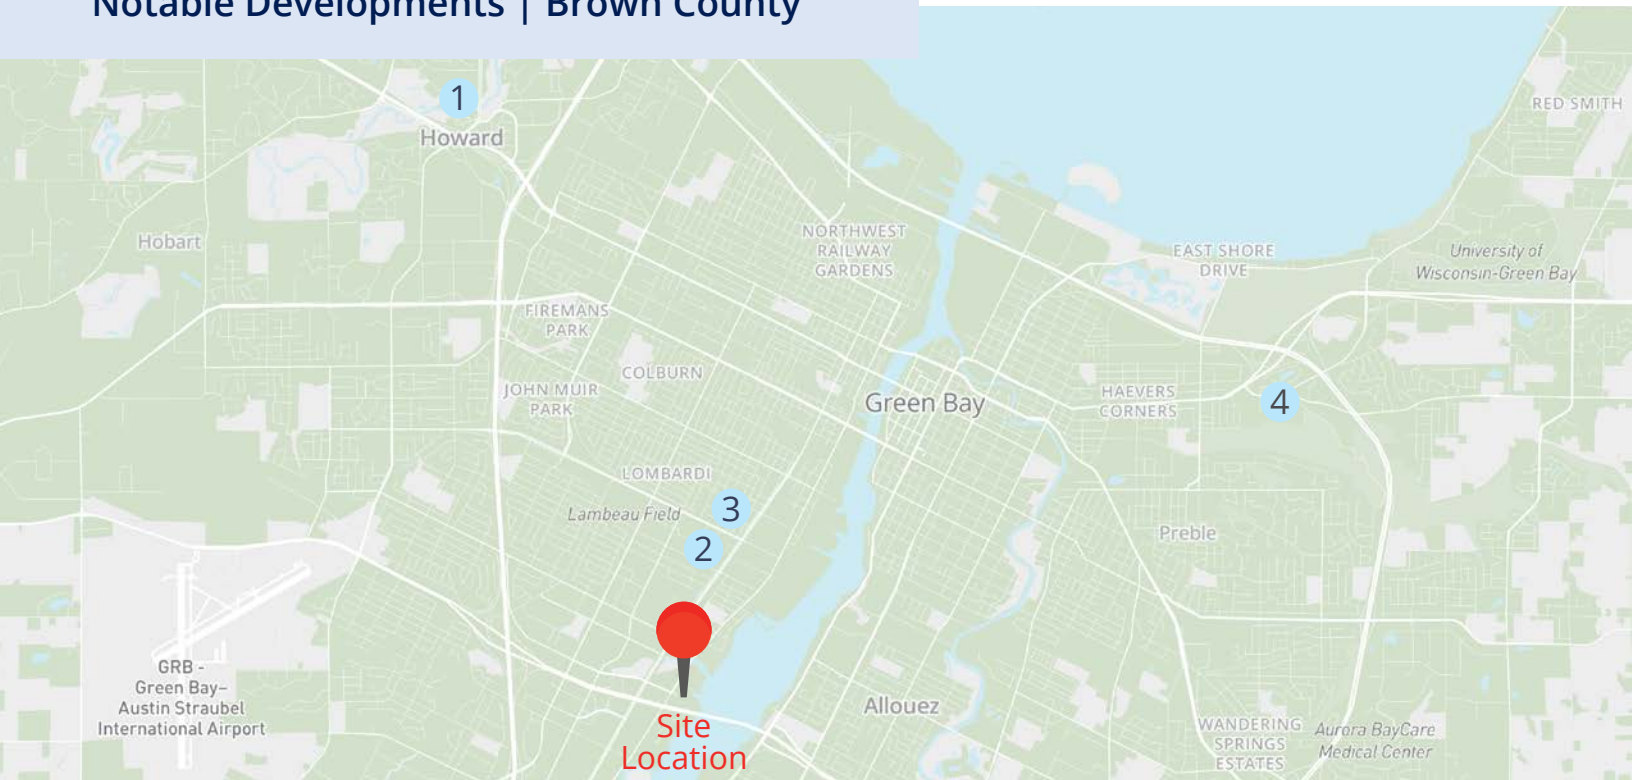 Notable Developments | Brown County
1
Howard
RED SMITH
Hobart
NORTHWEST
RAILWAY
GARDENS
EAST SHORE
DRIVE
University of
Wisconsin-Green Bay
FIREMANS
PARK
COLBURN
JOHN MUIR
PARK
Green Bay
HAEVERS
CORNERS
4
LOMBARDI
Lambeau Field
3
2
Preble
GRB -
Green Bay–
Austin Straubel
International Airport
Site
Location
Allouez
WANDERING
SPRINGS
ESTATES
Aurora BayCare
Medical Center